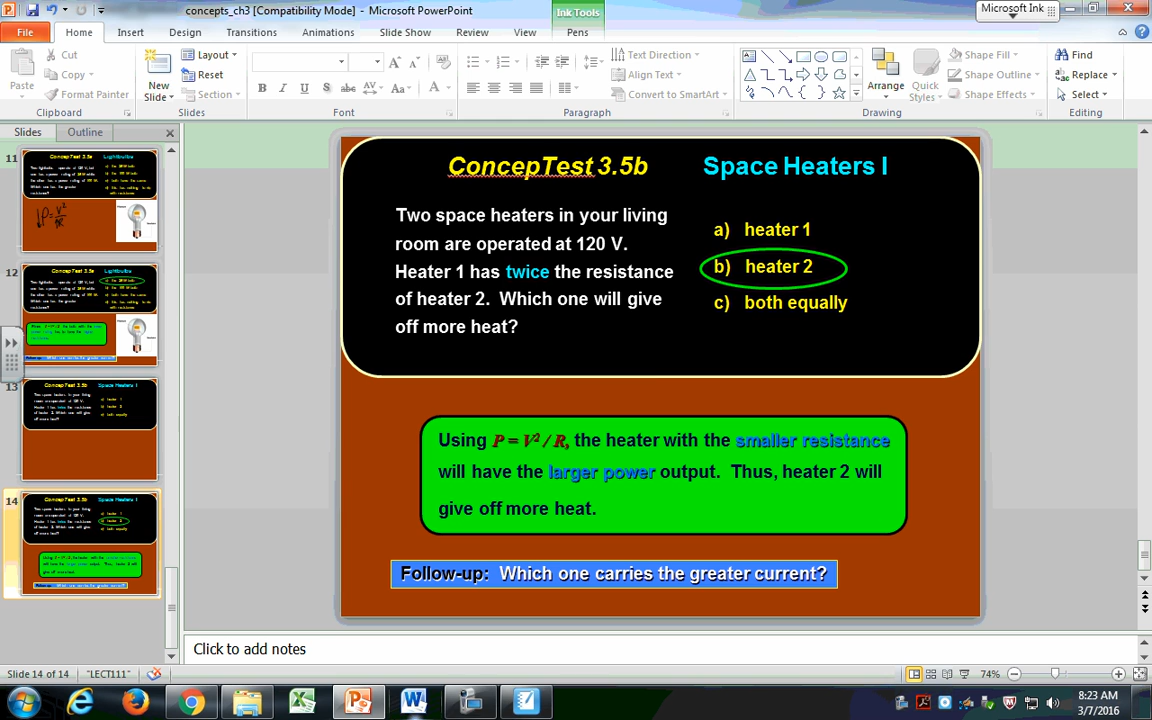 concepts_ch3 [Compatibility Mode] - Microsoft PowerPoint
Ink Tools
Microsoft Ink
File
Home
Insert
Design
Transitions
Animations
Slide Show
Review
View
Pens
Paste
Cut
Copy
Format Painter
Clipboard
New
Slide
Layout
Reset
Section
Slides
Font
Text Direction
Align Text
Convert to SmartArt
Paragraph
Arrange
Quick
Styles
Shape Fill
Shape Outline
Shape Effects
Drawing
Find
Replace
Select
Editing
Slides
Outline
11
12
13
14
ConcepTest 3.5b
Space Heaters I
Two space heaters in your living
room are operated at 120 V.
Heater 1 has twice the resistance
of heater 2. Which one will give
off more heat?
a) heater 1
b) heater 2
c) both equally
Using P = V² / R, the heater with the smaller resistance
will have the larger power output. Thus, heater 2 will
give off more heat.
Follow-up: Which one carries the greater current?
Click to add notes
Slide 14 of 14
"LECT111"
74%
8:23 AM
3/7/2016